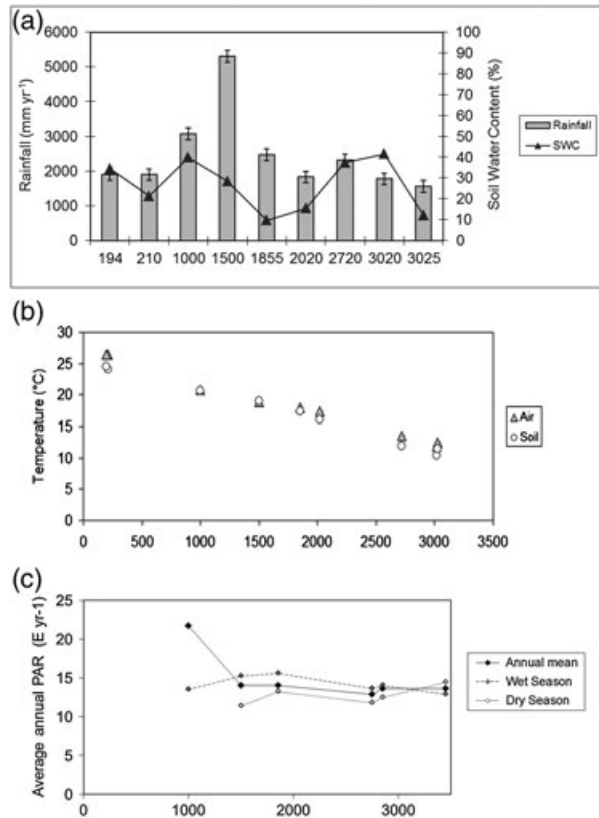 (a)
6000
5000
4000
3000
2000
1000
0
Rainfall (mm yr-1)
100
90
80
70
60
50
40
30
20
10
0
Soil Water Content (%)
Rainfall
SWC
194 210 1000 1500 1855 2020 2720 3020 3025
(b)
30
25
20
15
10
5
0
Temperature (°C)
Air
Soil
0 500 1000 1500 2000 2500 3000 3500
(c)
25
20
15
10
5
0
Average annual PAR (E yr-1)
Annual mean
Wet Season
Dry Season
0 1000 2000 3000